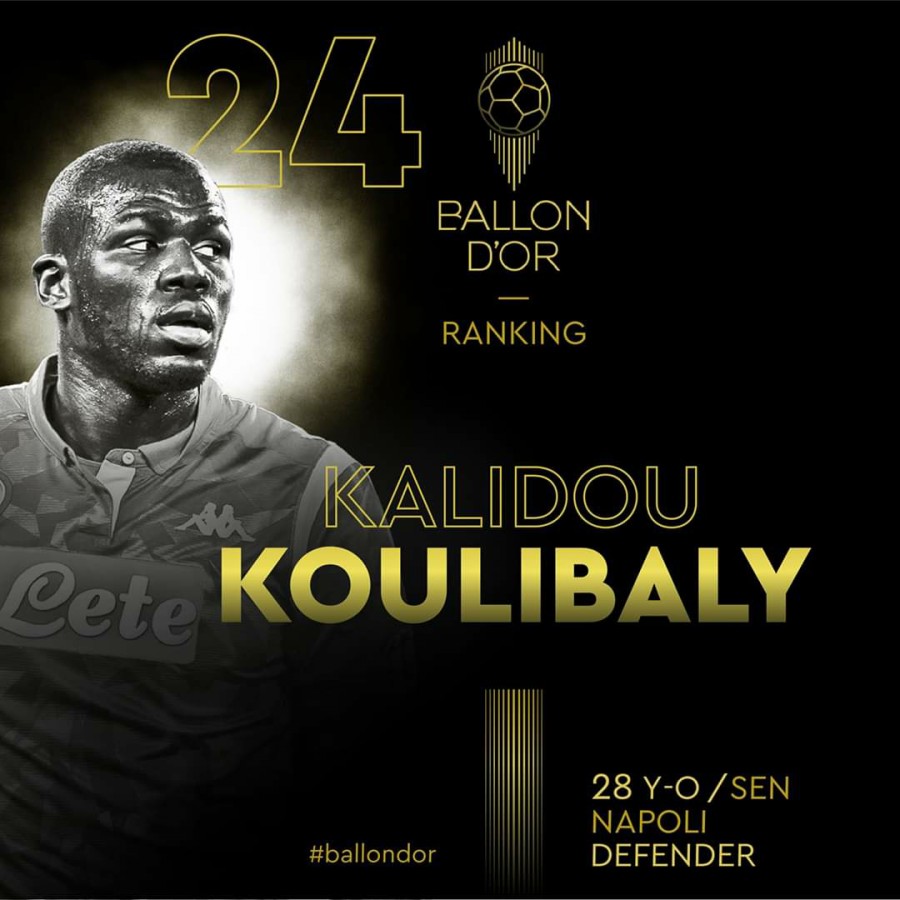 24
BALLON
D'OR
RANKING
KALIDOU
KOULIBALY
Lete
28 Y-O / SEN
NAPOLI
DEFENDER
#ballondor